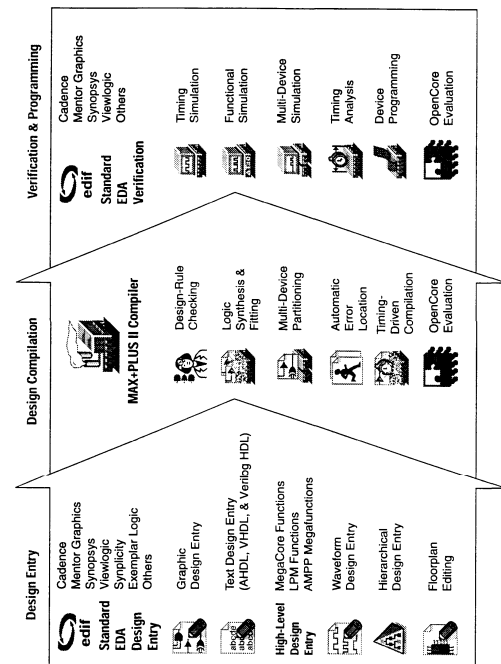 Design Entry
edif
Standard
EDA
Design
Entry
Cadence
Mentor Graphics
Synopsys
Viewlogic
Synplicity
Exemplar Logic
Others
Graphic
Design Entry
Text Design Entry
(AHDL, VHDL, & Verilog HDL)
High-Level
Design
Entry
MegaCore Functions
LPM Functions
AMPP Megafunctions
Waveform
Design Entry
Hierarchical
Design Entry
Floorplan
Editing
Design Compilation
MAX+PLUS II Compiler
Design-Rule
Checking
Logic
Synthesis &
Fitting
Multi-Device
Partitioning
Automatic
Error
Location
Timing-
Driven
Compilation
OpenCore
Evaluation
Verification & Programming
edif
Standard
EDA
Verification
Cadence
Mentor Graphics
Synopsys
Viewlogic
Others
Timing
Simulation
Functional
Simulation
Multi-Device
Simulation
Timing
Analysis
Device
Programming
OpenCore
Evaluation